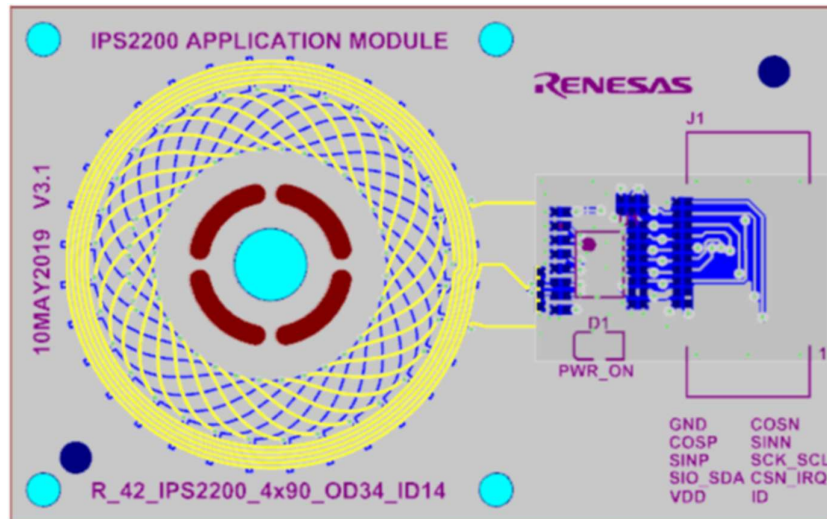 IPS2200 APPLICATION MODULE
RENESAS
J1
10MAY2019 V3.1
D1
1
PWR_ON
GND COSN
COSP SINN
SINP SCK_SCL
SIO_SDA CSN_IRQ
VDD ID
R_42_IPS2200_4x90_OD34_ID14